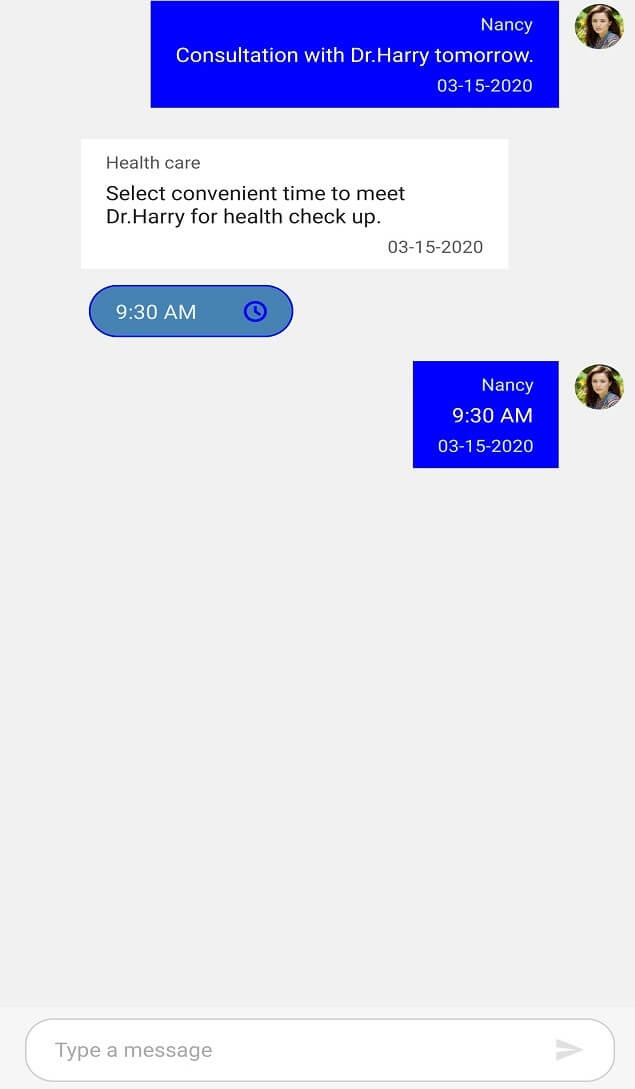 Nancy
Consultation with Dr.Harry tomorrow.
03-15-2020
Health care
Select convenient time to meet
Dr.Harry for health check up.
03-15-2020
9:30 AM
Nancy
9:30 AM
03-15-2020
Type a message